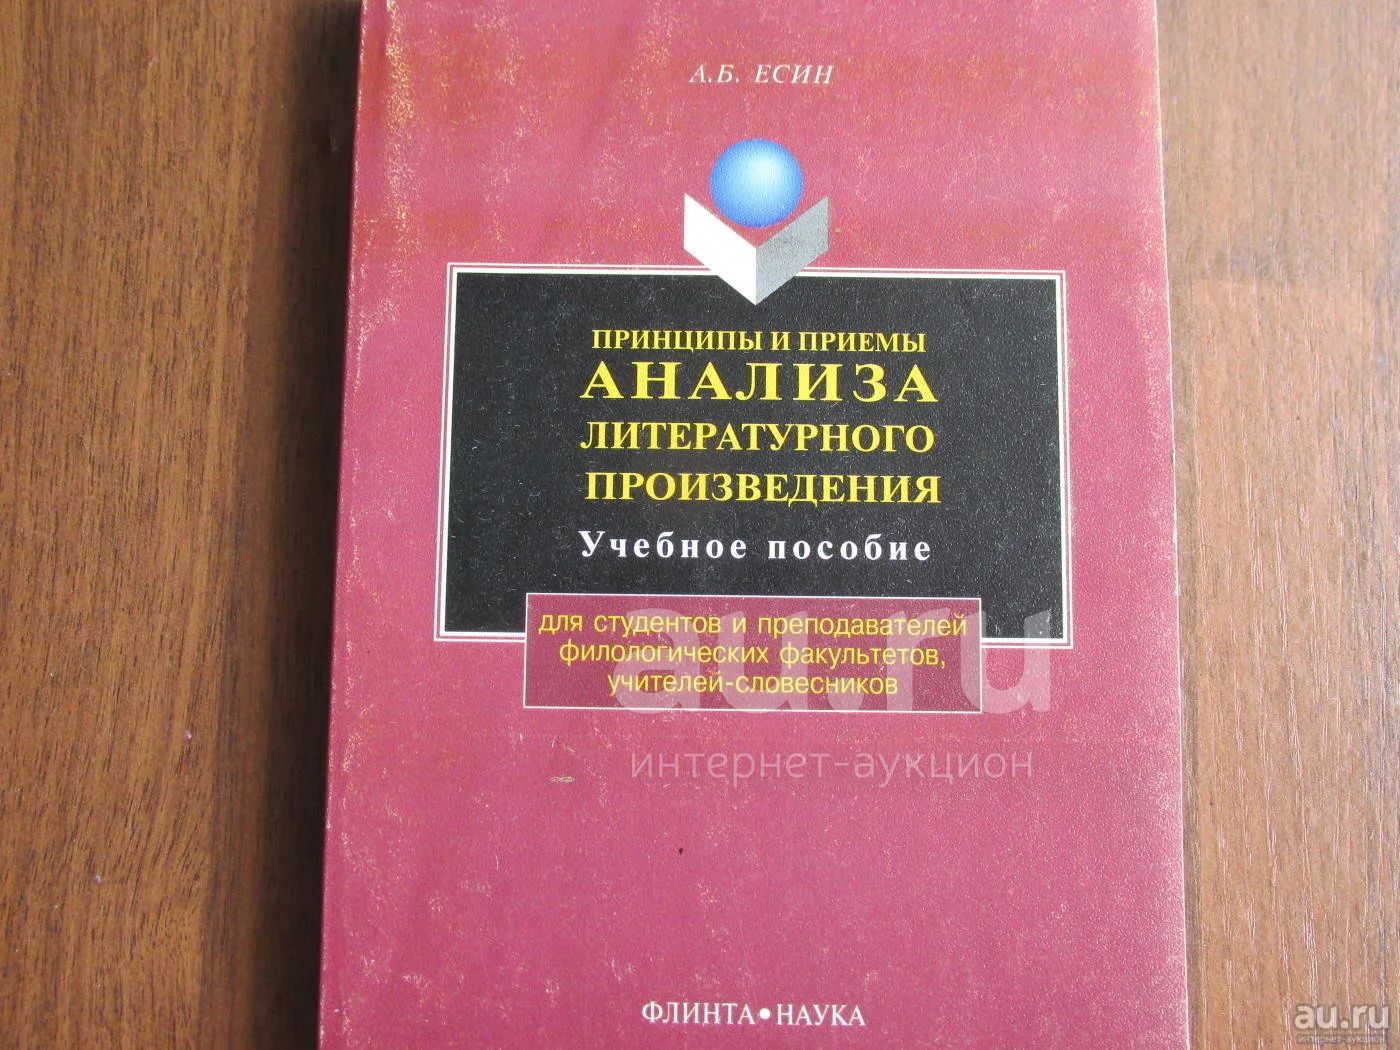 А.Б. ЕСИН
ПРИНЦИПЫ И ПРИЕМЫ
АНАЛИЗА
ЛИТЕРАТУРНОГО
ПРОИЗВЕДЕНИЯ
Учебное пособие
для студентов и преподавателей
филологических факультетов,
учителей-словесников
au.ru
интернет-аукцион
ФЛИНТА•НАУКА
au.ru
интернет-аукцион